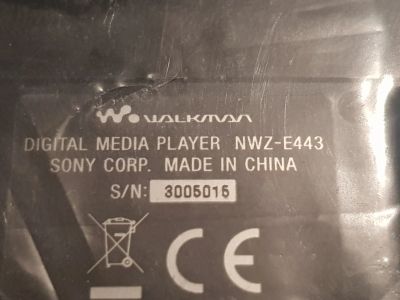 WALKMAN
DIGITAL MEDIA PLAYER NWZ-E443
SONY CORP. MADE IN CHINA
S/N: 3005015
CE